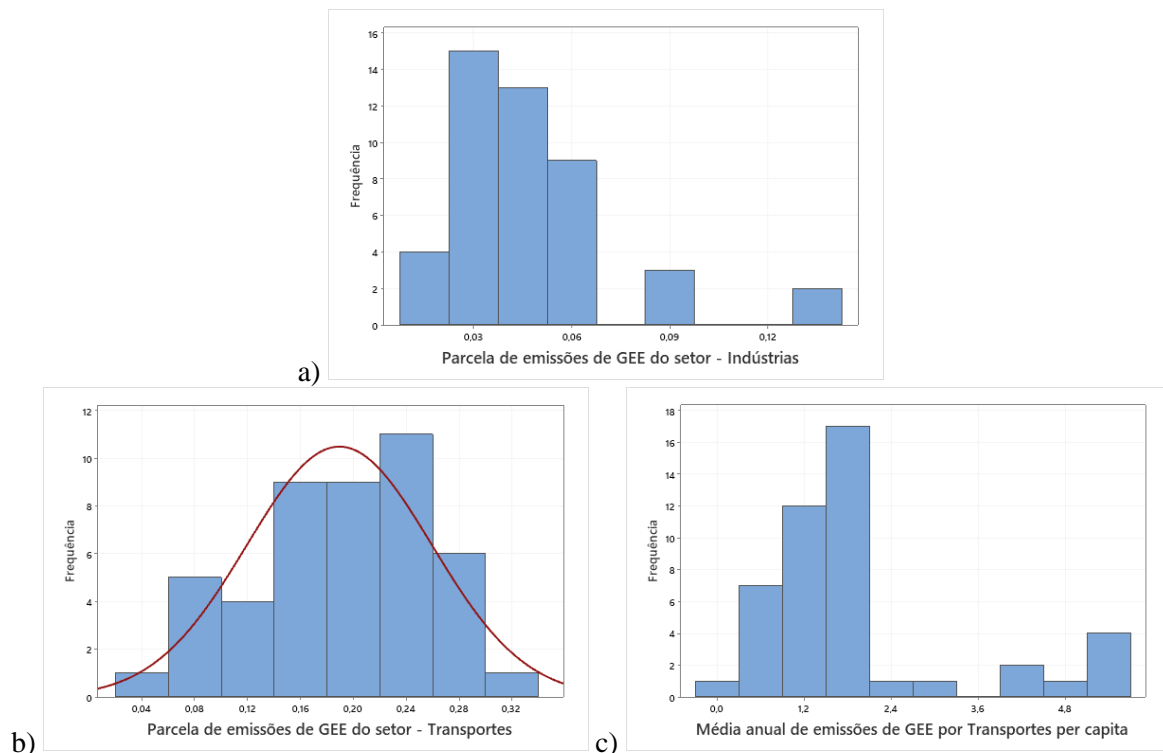 16
14
12
10
8
6
4
2
0
Frequência
0,03 0,06 0,09 0,12
Parcela de emissões de GEE do setor - Indústrias
a)
12
10
8
6
4
2
0
Frequência
0,04 0,08 0,12 0,16 0,20 0,24 0,28 0,32
Parcela de emissões de GEE do setor - Transportes
b)
18
16
14
12
10
8
6
4
2
0
Frequência
0,0 1,2 2,4 3,6 4,8
Média anual de emissões de GEE por Transportes per capita
c)